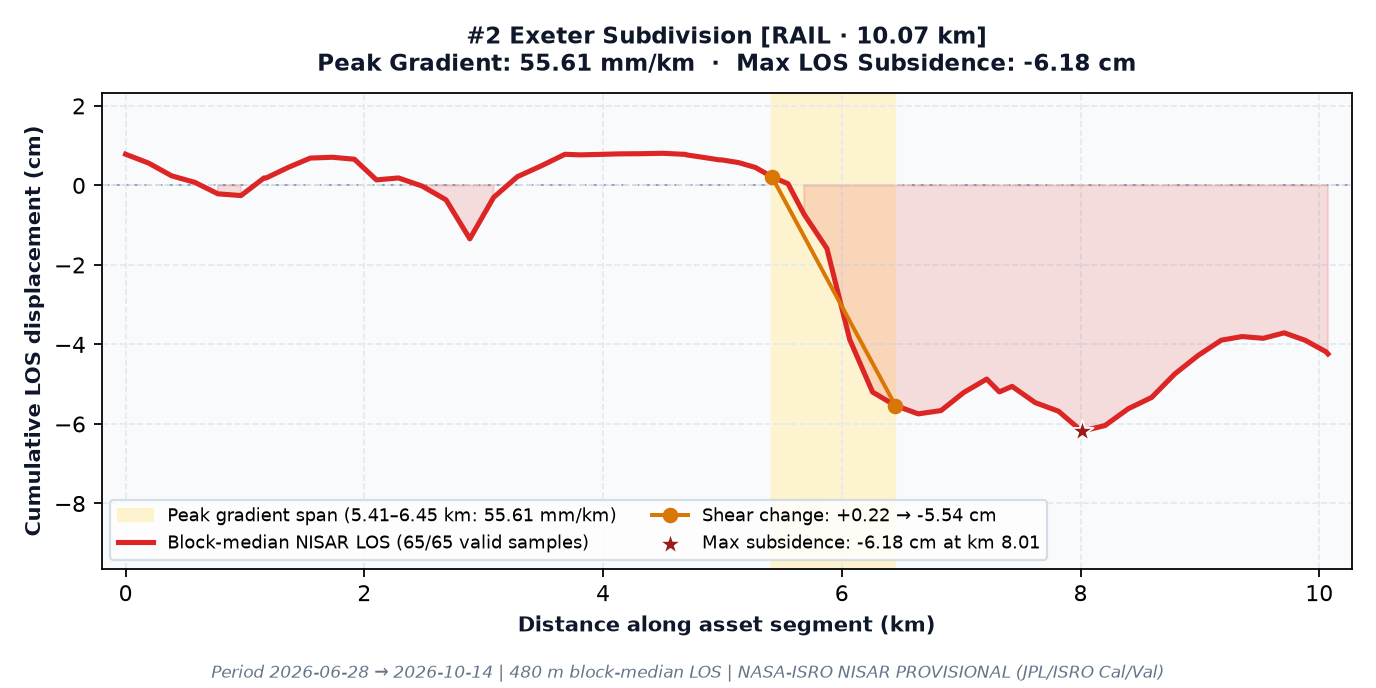 #2 Exeter Subdivision [RAIL · 10.07 km]
Peak Gradient: 55.61 mm/km · Max LOS Subsidence: -6.18 cm
Cumulative LOS displacement (cm)
2
0
−2
−4
−6
−8
Peak gradient span (5.41–6.45 km: 55.61 mm/km)
Block-median NISAR LOS (65/65 valid samples)
Shear change: +0.22 → -5.54 cm
Max subsidence: -6.18 cm at km 8.01
0 2 4 6 8 10
Distance along asset segment (km)
Period 2026-06-28 → 2026-10-14 | 480 m block-median LOS | NASA-ISRO NISAR PROVISIONAL (JPL/ISRO Cal/Val)